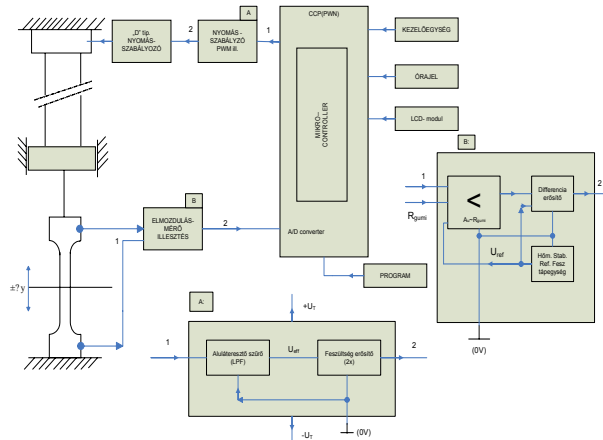 A
CCP(PWN)
„D" tip.
NYOMÁS-
SZABÁLYOZÓ
2
NYOMÁS -
SZABÁLYZÓ
PWM ill.
1
KEZELŐEGYSÉG
ÓRAJEL
LCD- modul
MIKRO--
CONTROLLER
A/D converter
PROGRAM
B
ELMOZDULÁS-
MÉRŐ
ILLESZTÉS
1
2
±?y
B:
1
2
Rgumi
<
Au~Rgumi
Differencia
erősítő
Uref
Hőm. Stab.
Ref. Fesz
tápegység
(0V)
A:
+UT
1
Aluláteresztő szűrő
(LPF)
Ueff
Feszültség erősítő
(2x)
2
-UT
(0V)